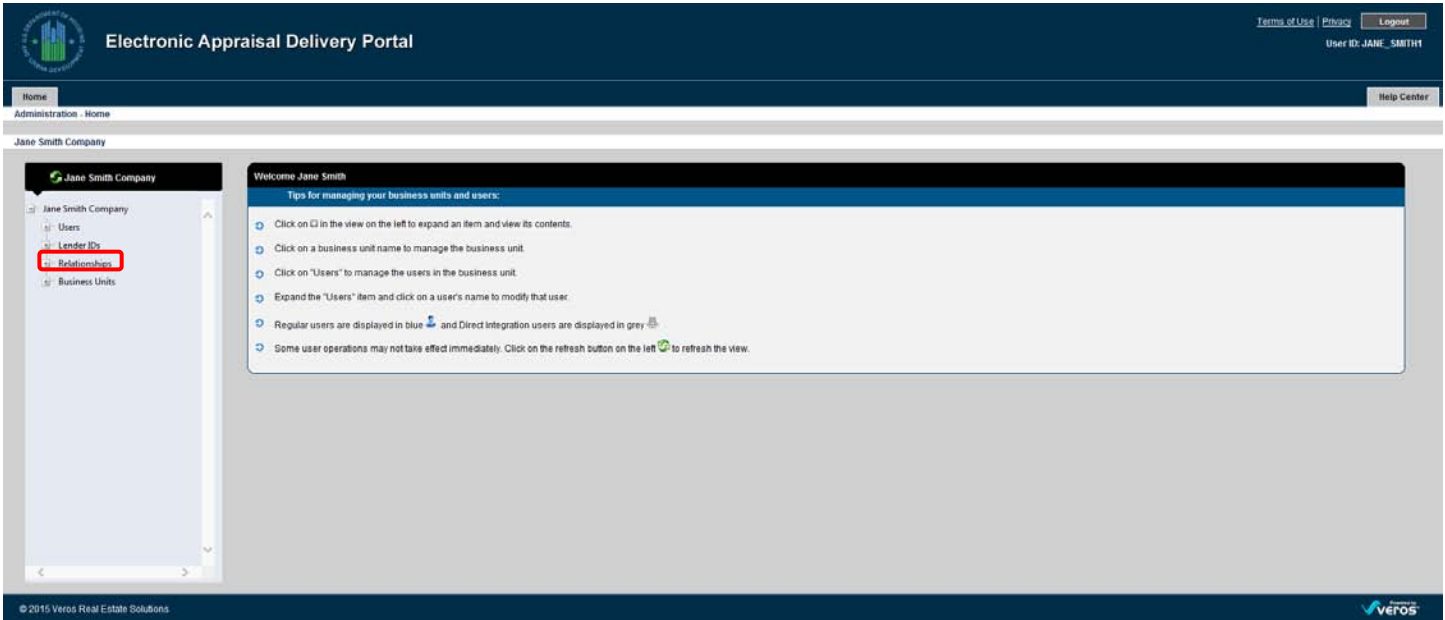 Terms of Use | Privacy Logout
Electronic Appraisal Delivery Portal
User ID: JANE_SMITH1
Home Help Center
Administration - Home
Jane Smith Company
Jane Smith Company
Jane Smith Company
Users
Lender IDs
Relationships
Business Units
Welcome Jane Smith
Tips for managing your business units and users:
Click on in the view on the left to expand an item and view its contents.
Click on a business unit name to manage the business unit.
Click on "Users" to manage the users in the business unit.
Expand the "Users" item and click on a user's name to modify that user.
Regular users are displayed in blue and Direct Integration users are displayed in grey
Some user operations may not take effect immediately. Click on the refresh button on the left to refresh the view.
© 2015 Veros Real Estate Solutions
Powered by
veros